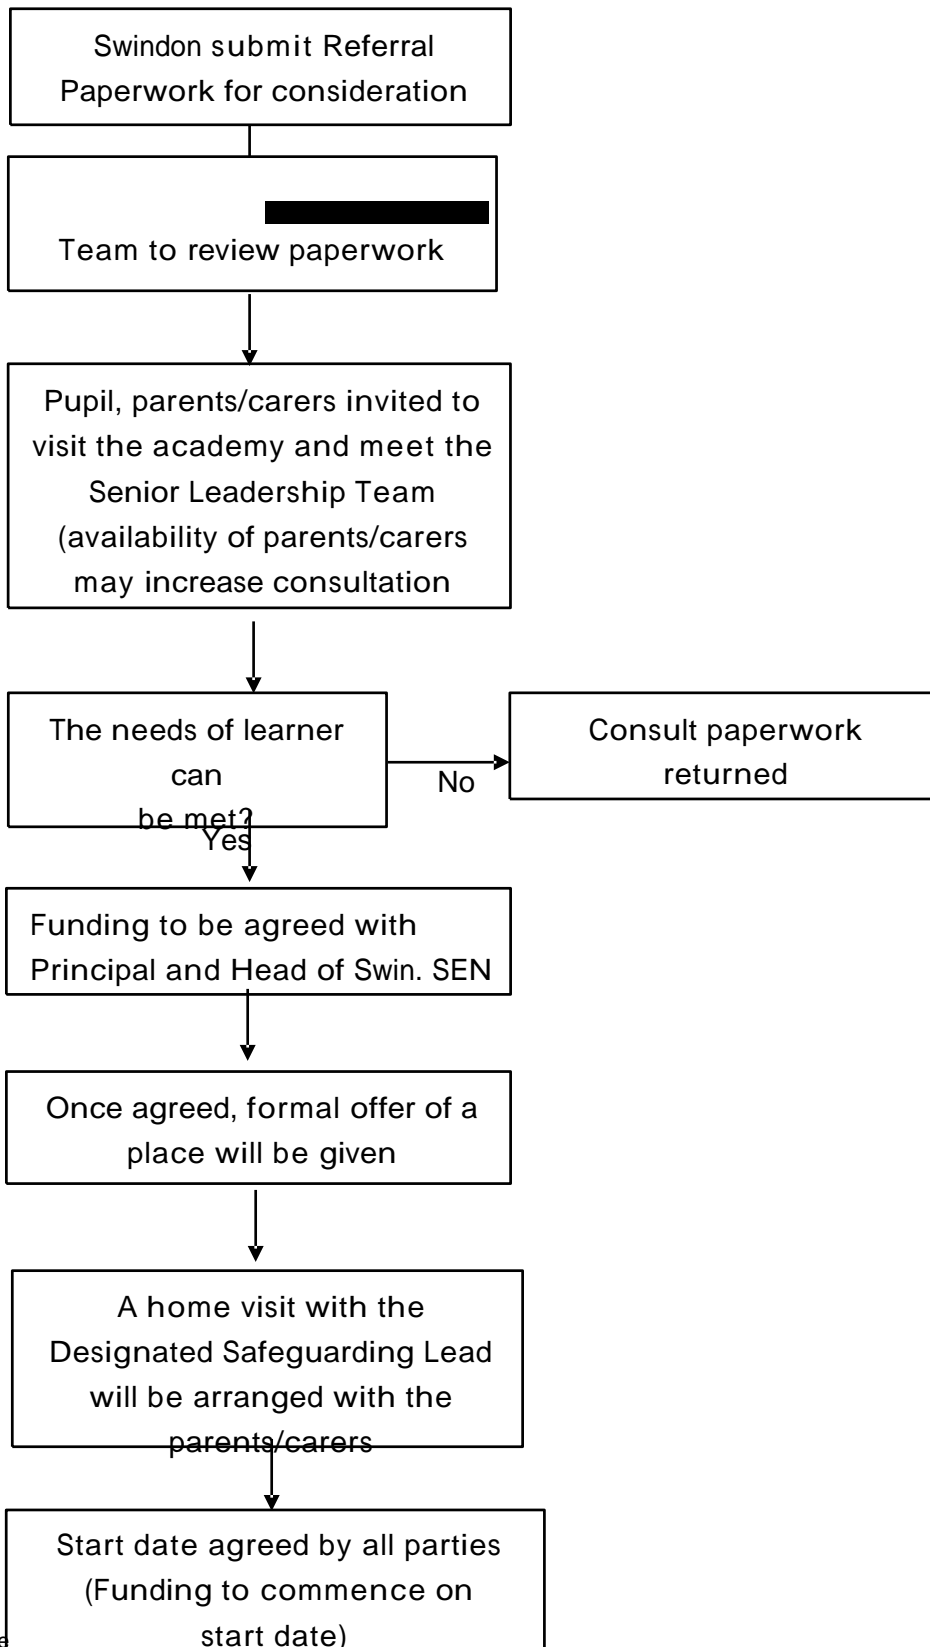 Swindon submit Referral
Paperwork for consideration
Team to review paperwork
Pupil, parents/carers invited to
visit the academy and meet the
Senior Leadership Team
(availability of parents/carers
may increase consultation
The needs of learner
can
be met?
Consult paperwork
returned
No
Yes
Funding to be agreed with
Principal and Head of Swin. SEN
Once agreed, formal offer of a
place will be given
A home visit with the
Designated Safeguarding Lead
will be arranged with the
parents/carers
Start date agreed by all parties
(Funding to commence on
start date)
e